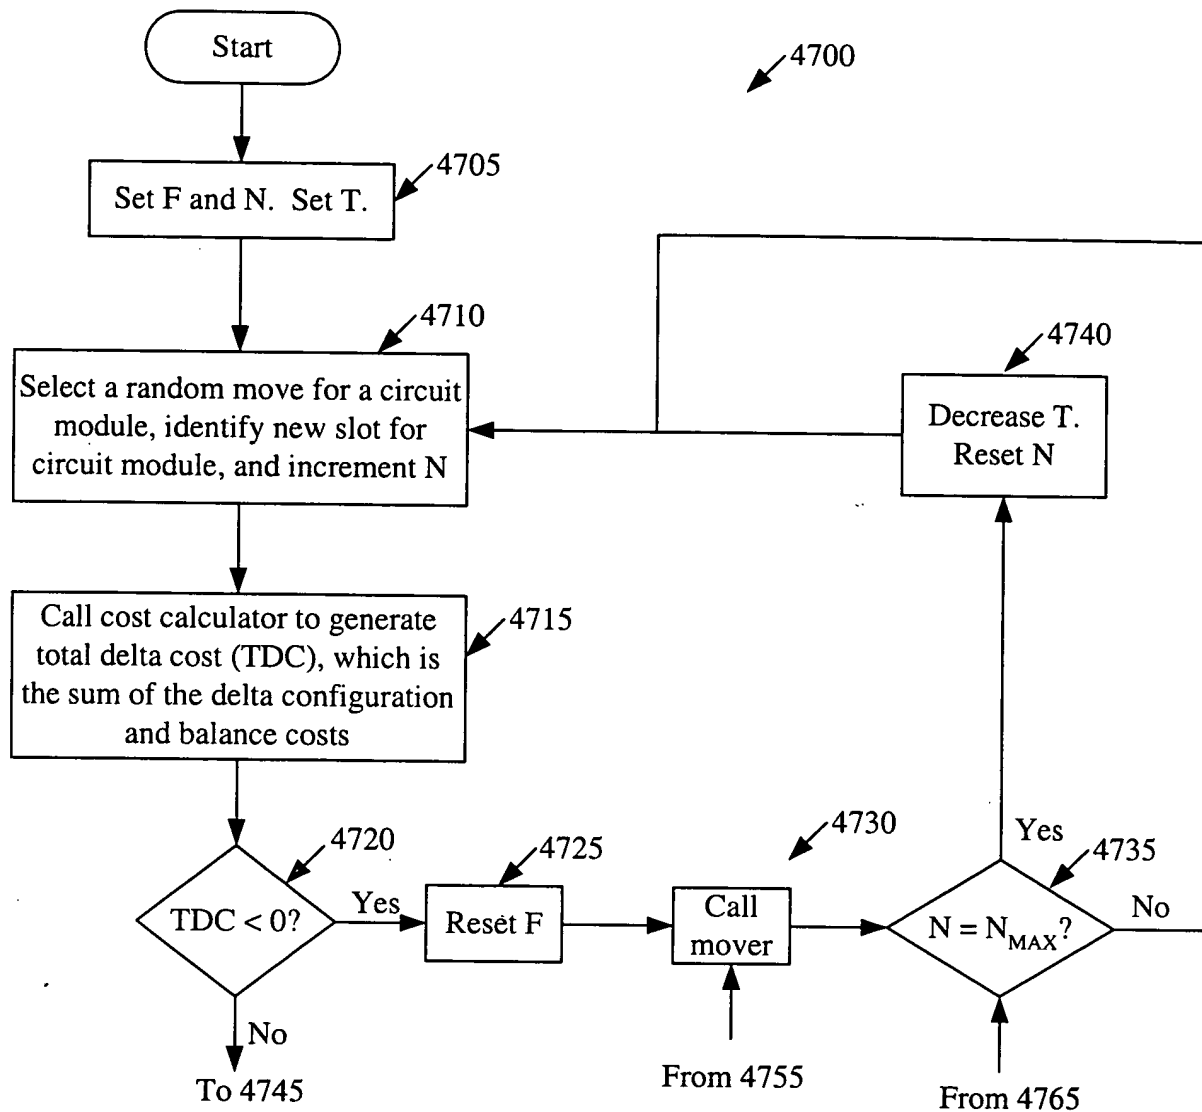 Start
4700
4705
Set F and N. Set T.
4710
Select a random move for a circuit
module, identify new slot for
circuit module, and increment N
4740
Decrease T.
Reset N
4715
Call cost calculator to generate
total delta cost (TDC), which is
the sum of the delta configuration
and balance costs
4720
TDC < 0?
Yes
No
To 4745
4725
Reset F
4730
Call
mover
From 4755
Yes
4735
N = NMAX?
No
From 4765